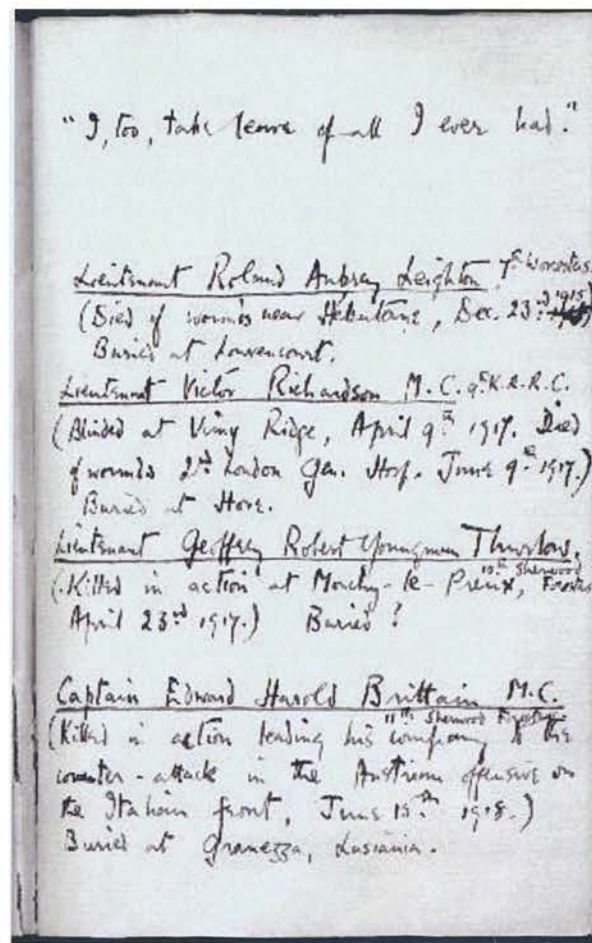 "I, too, take leave of all I ever had."
Lieutenant Roland Aubrey Leighton, 7th Worcesters
(Died of wounds near Hébuterne, Dec. 23rd 1915)
Buried at Louvencourt.
Lieutenant Victor Richardson M.C. 9th K.R.R.C.
(Blinded at Vimy Ridge, April 9th 1917. Died
of wounds 2nd London Gen. Hosp. June 9th 1917.)
Buried at Hove.
Lieutenant Geoffrey Robert Youngman Thurlow.
10th Sherwood
(Killed in action at Monchy-le-Preux, Foresters
April 23rd 1917.) Buried?
Captain Edward Harold Brittain M.C.
11th Sherwood Foresters
(Killed in action leading his company to the
counter-attack in the Austrian offensive on
the Italian front, June 15th 1918.)
Buried at Granezza, Lusiania.